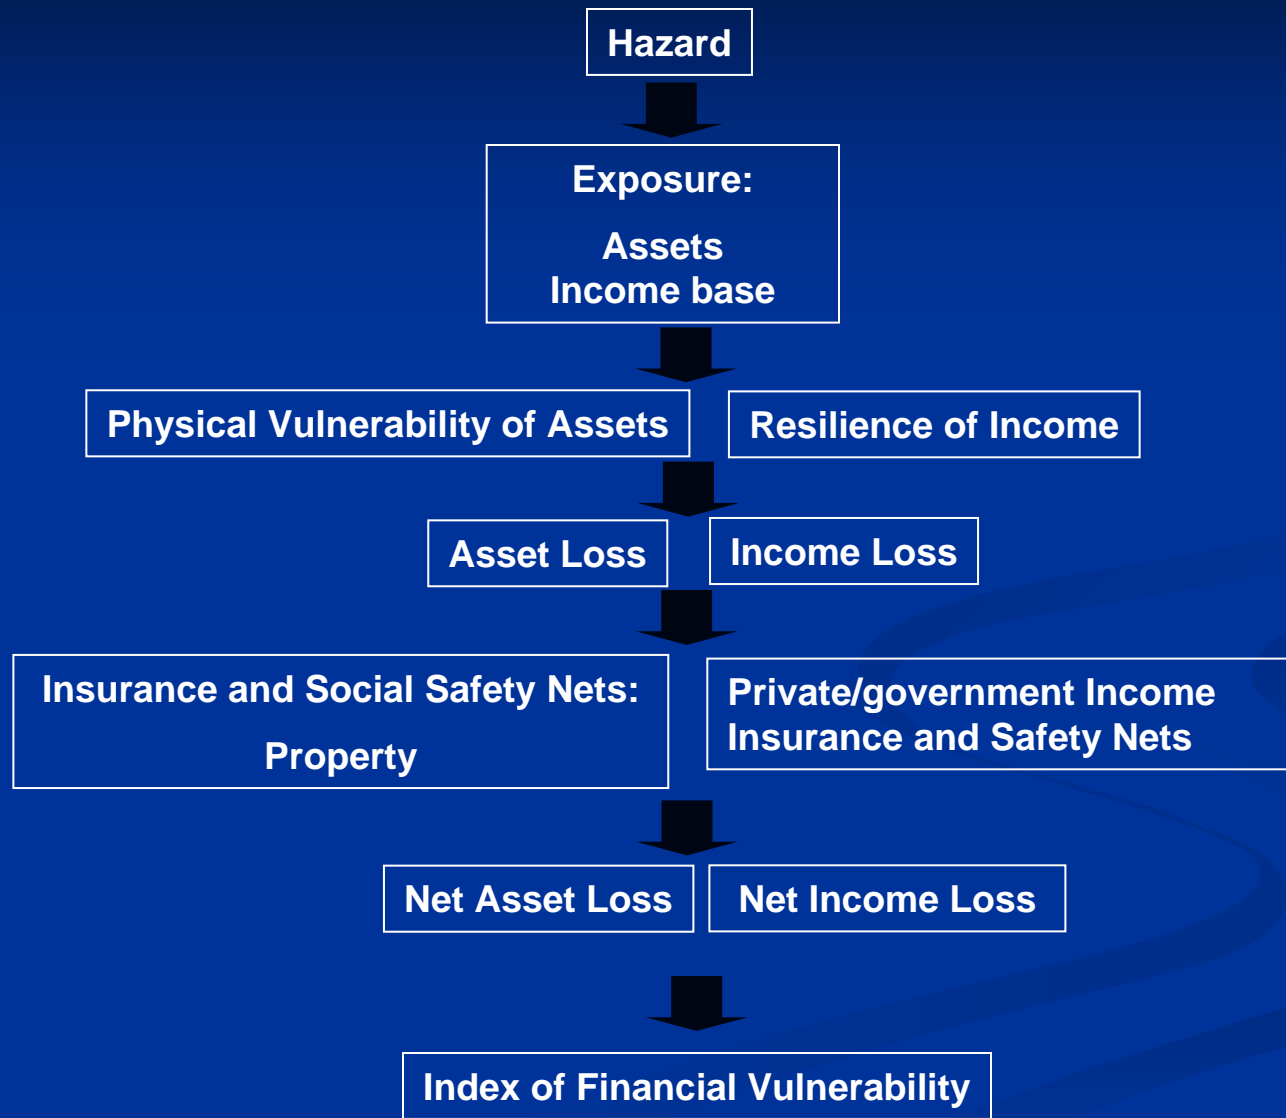 Hazard
Exposure:
Assets
Income base
Physical Vulnerability of Assets
Resilience of Income
Asset Loss
Income Loss
Insurance and Social Safety Nets:
Property
Private/government Income
Insurance and Safety Nets
Net Asset Loss
Net Income Loss
Index of Financial Vulnerability